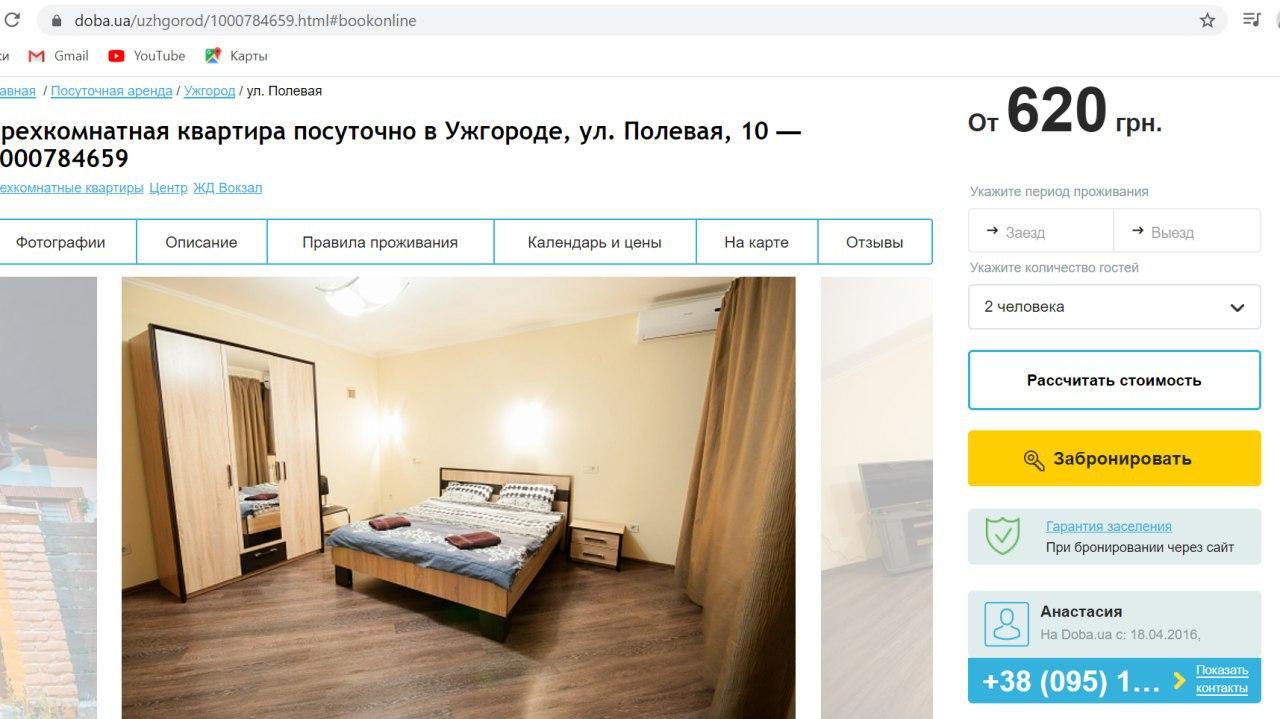 doba.ua/uzhgorod/1000784659.html#bookonline
ки Gmail YouTube Карты
авная / Посуточная аренда / Ужгород / ул. Полевая
рехкомнатная квартира посуточно в Ужгороде, ул. Полевая, 10 —
000784659
ехкомнатные квартиры Центр ЖД Вокзал
Фотографии Описание Правила проживания Календарь и цены На карте Отзывы
От 620 грн.
Укажите период проживания
→ Заезд → Выезд
Укажите количество гостей
2 человека
Рассчитать стоимость
Забронировать
Гарантия заселения
При бронировании через сайт
Анастасия
На Doba.ua с: 18.04.2016,
+38 (095) 1...
Показать
контакты